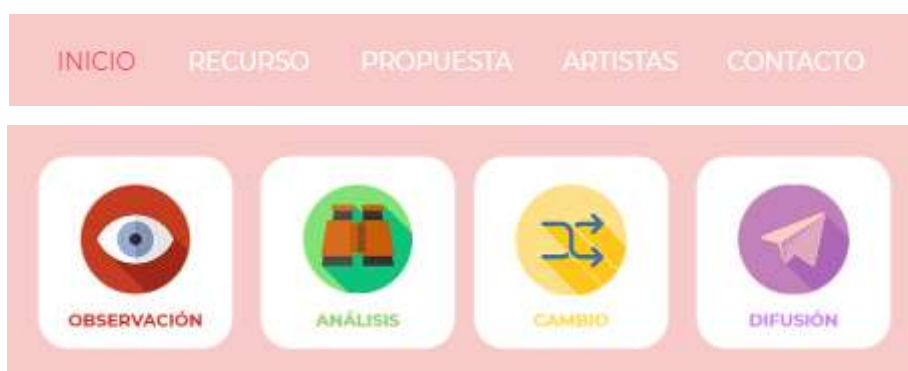 INICIO RECURSO PROPUESTA ARTISTAS CONTACTO
OBSERVACIÓN ANÁLISIS CAMBIO DIFUSIÓN